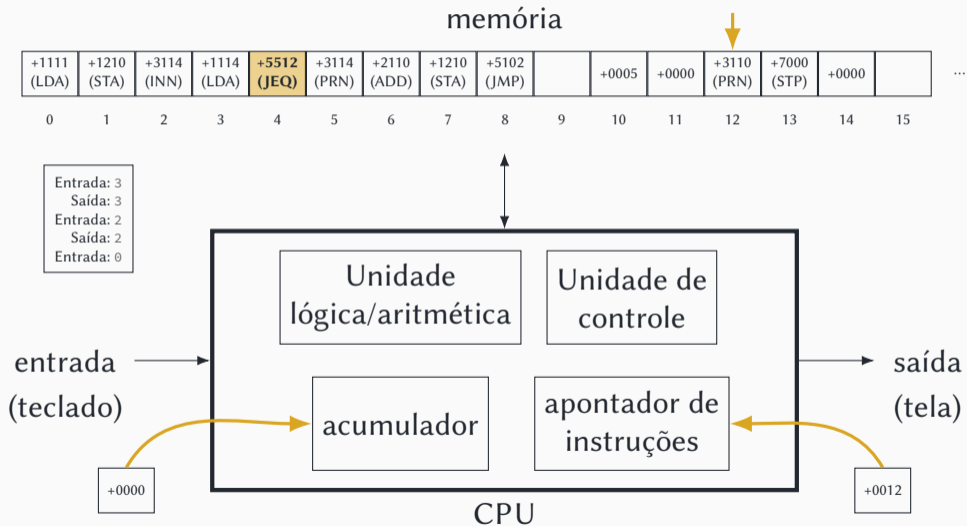 memória
+1111 +1210 +3114 +1114 +5512 +3114 +2110 +1210 +5102 +0005 +0000 +3110 +7000 +0000 ...
(LDA) (STA) (INN) (LDA) (JEQ) (PRN) (ADD) (STA) (JMP) (PRN) (STP)
0 1 2 3 4 5 6 7 8 9 10 11 12 13 14 15
Entrada: 3
Saída: 3
Entrada: 2
Saída: 2
Entrada: 0
Unidade
lógica/aritmética
Unidade de
controle
entrada
(teclado)
saída
(tela)
acumulador
apontador de
instruções
+0000
+0012
CPU